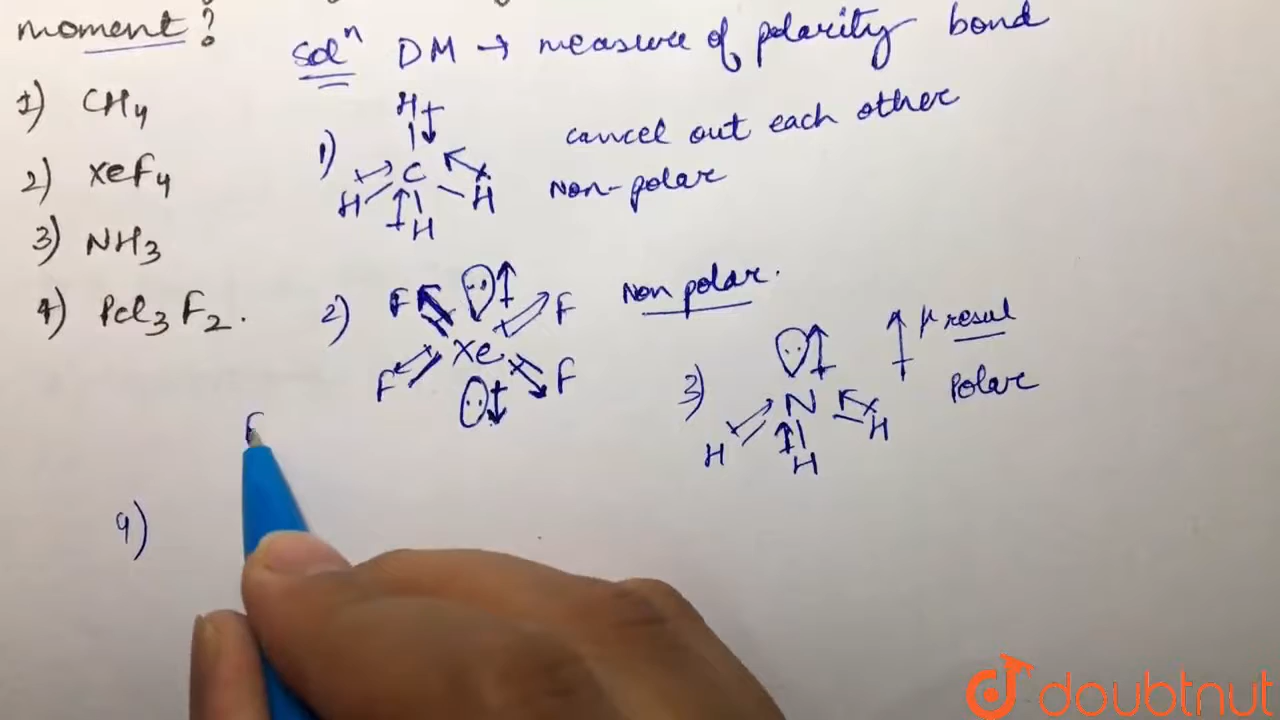 moment?
Solⁿ DM → measure of polarity bond
1) CH4
2) XeF4
3) NH3
4) PCl3F2.
1)
H
C
H
H
H
cancel out each other
Non-polar
2)
F
F
Xe
F
F
Non polar.
3)
N
H
H
H
μ resul
Polar
4)
F
doubtnut